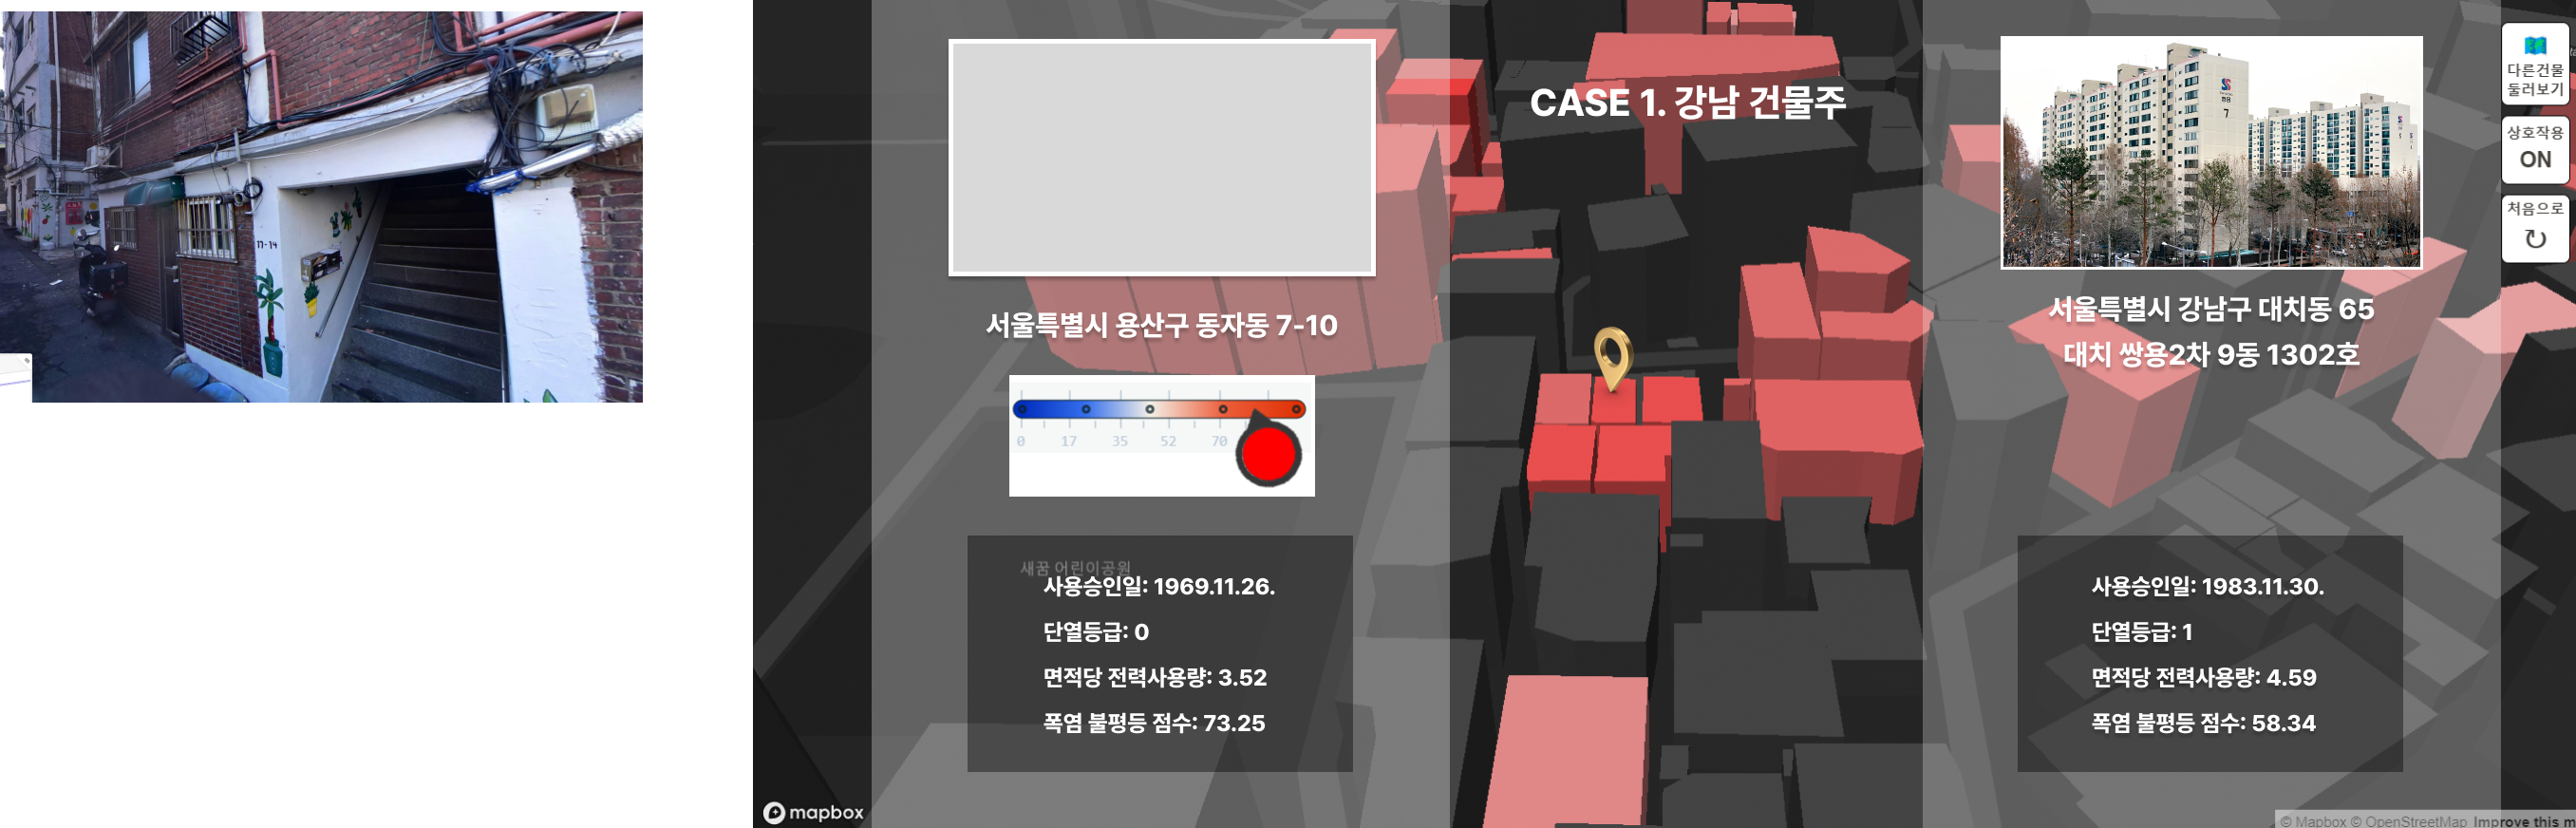 17-14
CASE 1. 강남 건물주
서울특별시 용산구 동자동 7-10
0 17 35 52 70
새꿈 어린이공원
사용승인일: 1969.11.26.
단열등급: 0
면적당 전력사용량: 3.52
폭염 불평등 점수: 73.25
mapbox
7
서울특별시 강남구 대치동 65
대치 쌍용2차 9동 1302호
사용승인일: 1983.11.30.
단열등급: 1
면적당 전력사용량: 4.59
폭염 불평등 점수: 58.34
다른건물
둘러보기
상호작용
ON
처음으로
© Mapbox © OpenStreetMap Improve this m